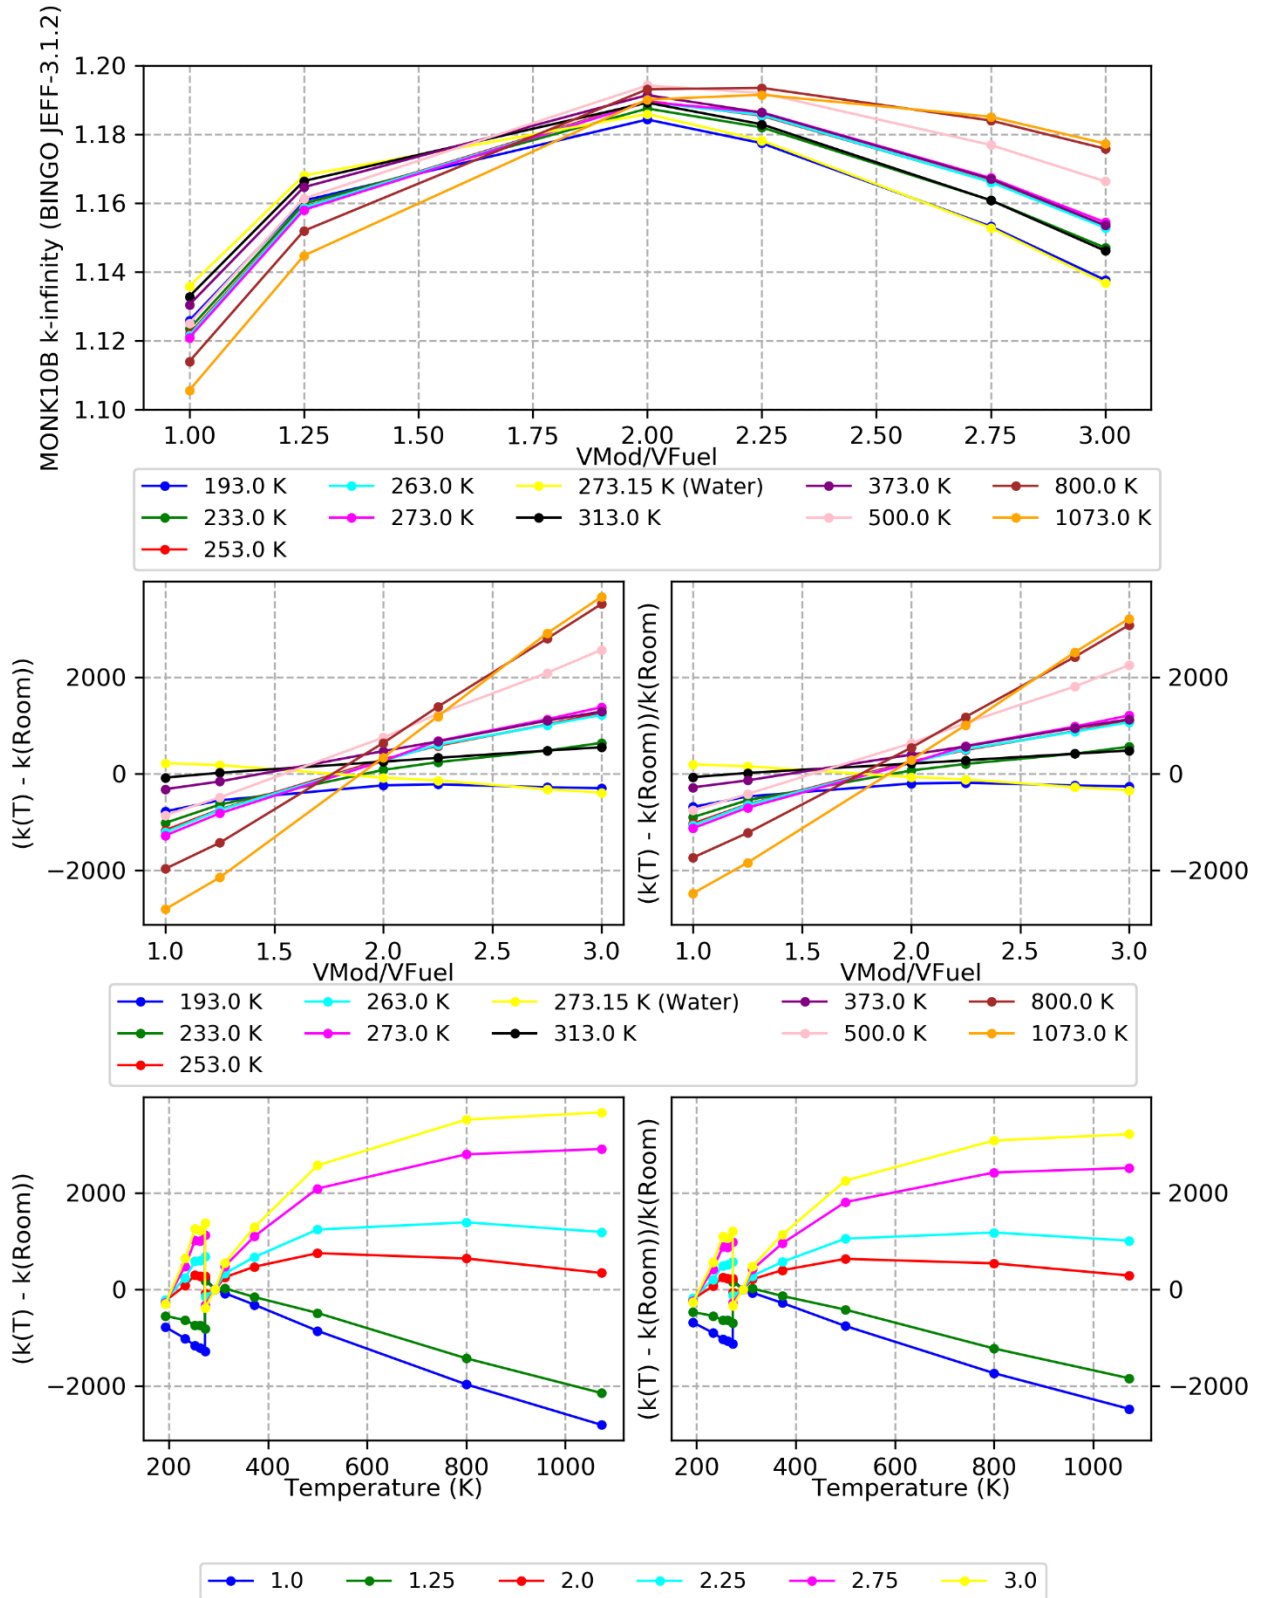 MONK10B k-infinity (BINGO JEFF-3.1.2)
1.20
1.18
1.16
1.14
1.12
1.10
1.00 1.25 1.50 1.75 2.00 2.25 2.50 2.75 3.00
VMod/VFuel
193.0 K 263.0 K 273.15 K (Water) 373.0 K 800.0 K
233.0 K 273.0 K 313.0 K 500.0 K 1073.0 K
253.0 K
(k(T) - k(Room))
2000
0
−2000
1.0 1.5 2.0 2.5 3.0
VMod/VFuel
(k(T) - k(Room))/k(Room)
2000
0
−2000
1.0 1.5 2.0 2.5 3.0
VMod/VFuel
193.0 K 263.0 K 273.15 K (Water) 373.0 K 800.0 K
233.0 K 273.0 K 313.0 K 500.0 K 1073.0 K
253.0 K
(k(T) - k(Room))
2000
0
−2000
200 400 600 800 1000
Temperature (K)
(k(T) - k(Room))/k(Room)
2000
0
−2000
200 400 600 800 1000
Temperature (K)
1.0 1.25 2.0 2.25 2.75 3.0